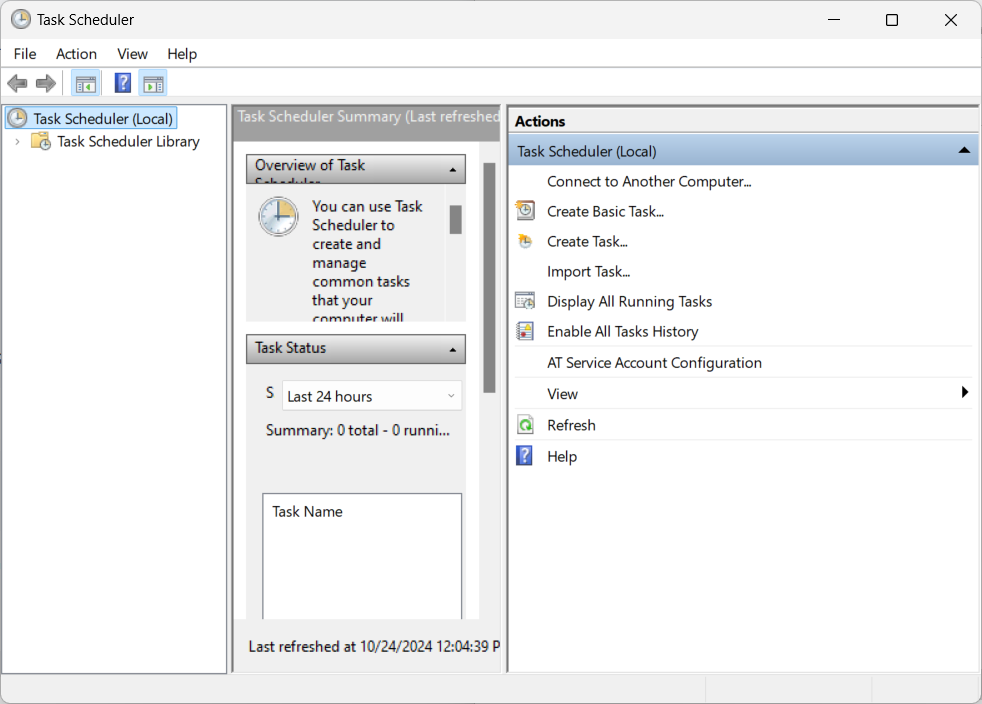 Task Scheduler
File Action View Help
Task Scheduler (Local)
Task Scheduler Library
Task Scheduler Summary (Last refreshed
Overview of Task
Scheduler
You can use Task
Scheduler to
create and
manage
common tasks
that your
computer will
Task Status
S
Last 24 hours
Summary: 0 total - 0 runni...
Task Name
Last refreshed at 10/24/2024 12:04:39 P
Actions
Task Scheduler (Local)
Connect to Another Computer...
Create Basic Task...
Create Task...
Import Task...
Display All Running Tasks
Enable All Tasks History
AT Service Account Configuration
View
Refresh
Help